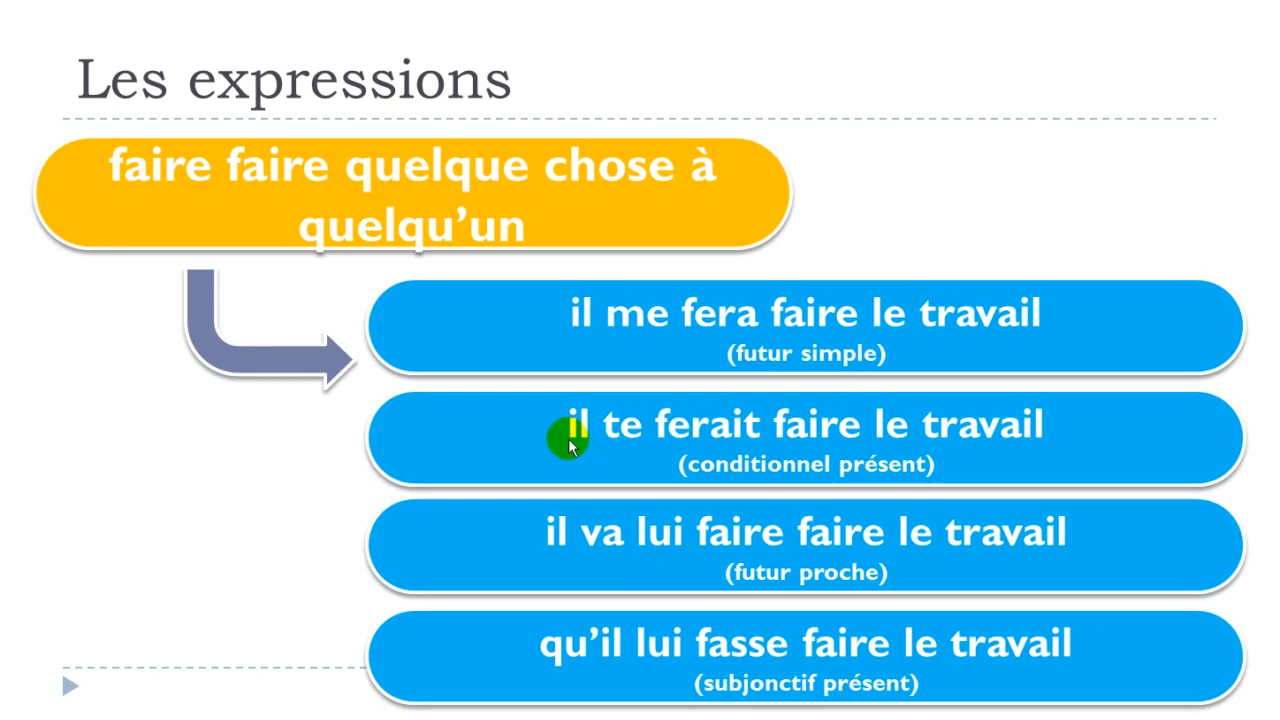 Les expressions
faire faire quelque chose à
quelqu’un
il me fera faire le travail
(futur simple)
il te ferait faire le travail
(conditionnel présent)
il va lui faire faire le travail
(futur proche)
qu’il lui fasse faire le travail
(subjonctif présent)